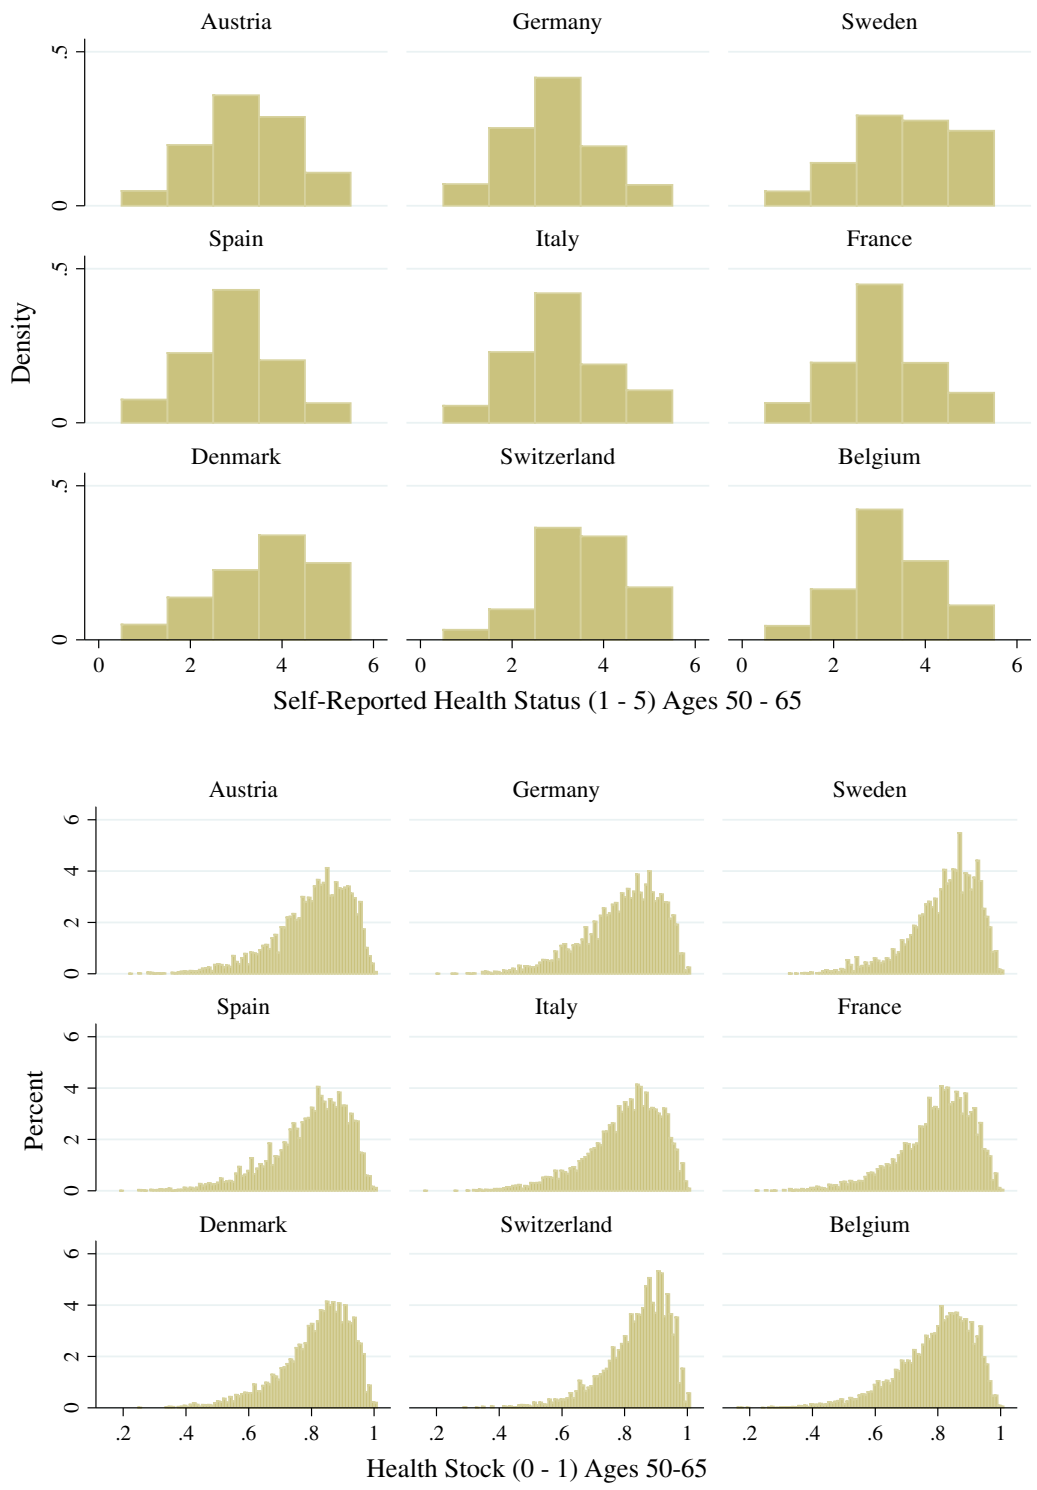 Austria Germany Sweden
.5
0
Spain Italy France
.5
0
Density
Denmark Switzerland Belgium
.5
0
0 2 4 6 0 2 4 6 0 2 4 6
Self-Reported Health Status (1 - 5) Ages 50 - 65
Austria Germany Sweden
6
4
2
0
Spain Italy France
6
4
2
0
Percent
Denmark Switzerland Belgium
6
4
2
0
.2 .4 .6 .8 1 .2 .4 .6 .8 1 .2 .4 .6 .8 1
Health Stock (0 - 1) Ages 50-65